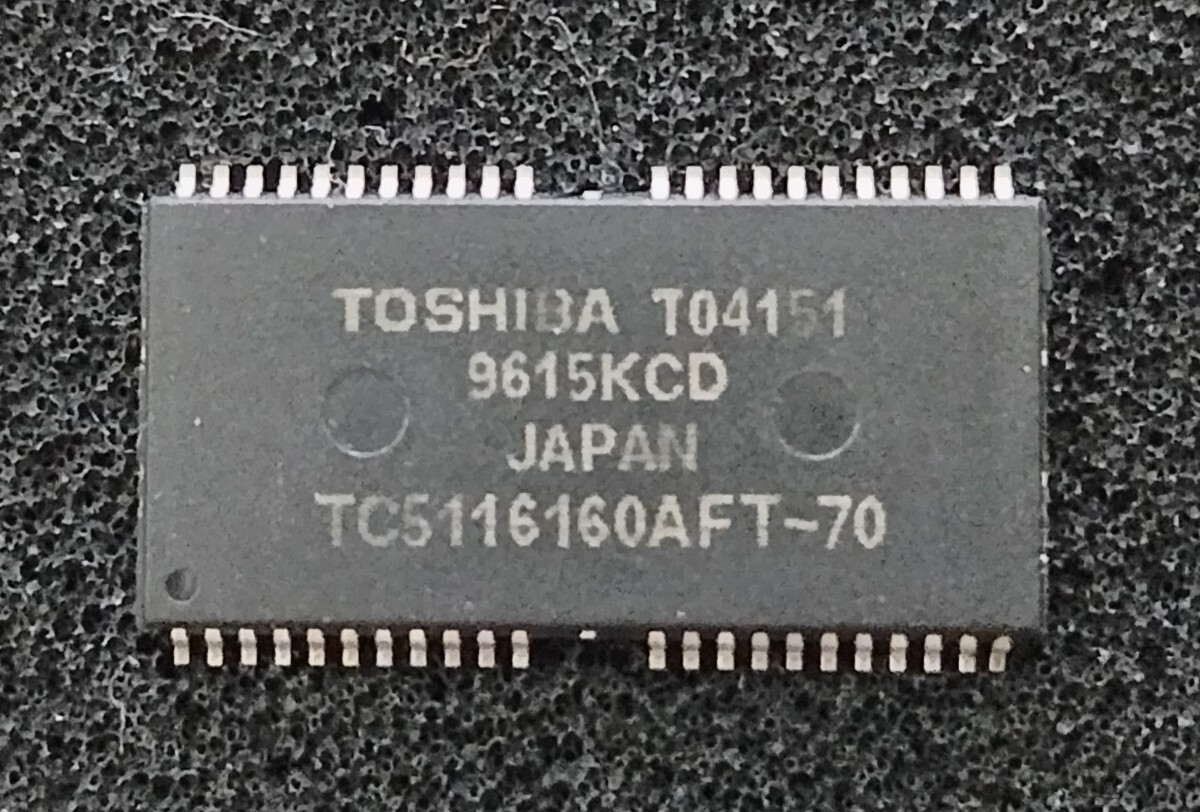 TOSHIBA T04151
9615KCD
JAPAN
TC5116160AFT-70